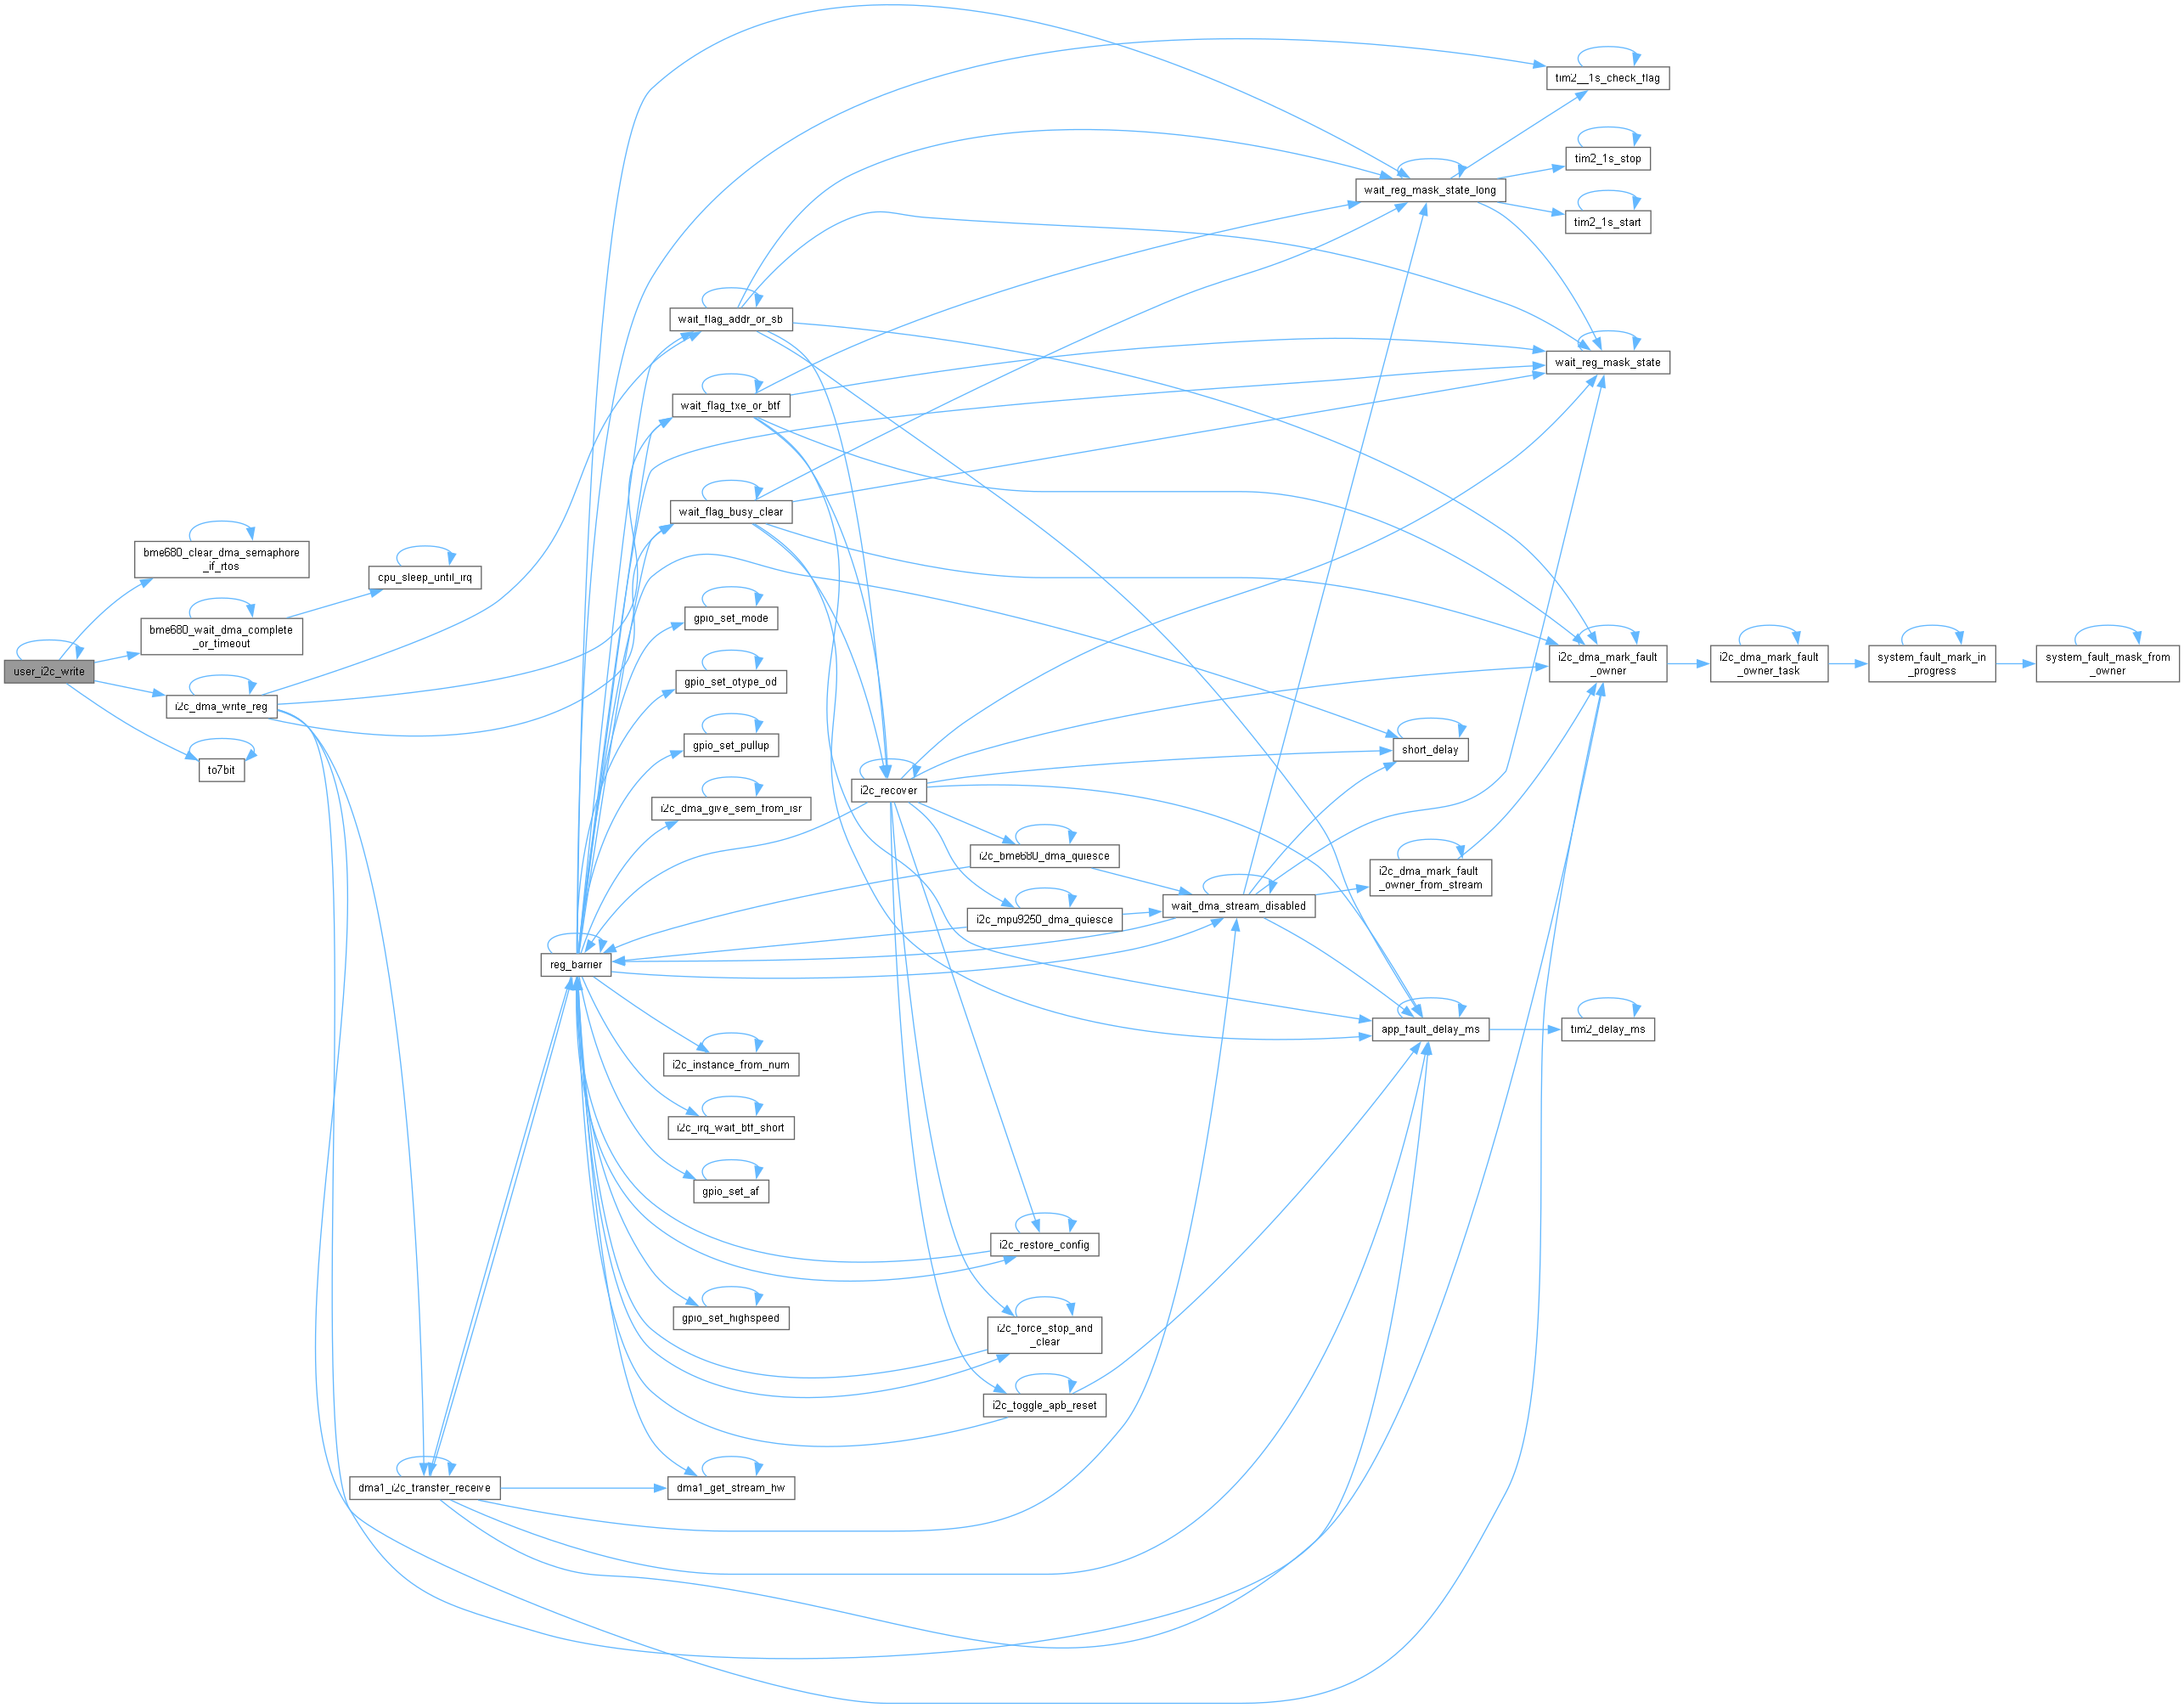 user_i2c_write
bme680_clear_dma_semaphore
_if_rtos
bme680_wait_dma_complete
_or_timeout
i2c_dma_write_reg
to7bit
cpu_sleep_until_irq
dma1_i2c_transfer_receive
reg_barrier
wait_flag_addr_or_sb
wait_flag_txe_or_btf
wait_flag_busy_clear
gpio_set_mode
gpio_set_otype_od
gpio_set_pullup
i2c_dma_give_sem_from_isr
i2c_instance_from_num
i2c_irq_wait_btf_short
gpio_set_af
gpio_set_highspeed
dma1_get_stream_hw
i2c_recover
i2c_bme680_dma_quiesce
i2c_mpu9250_dma_quiesce
i2c_restore_config
i2c_force_stop_and
_clear
i2c_toggle_apb_reset
wait_dma_stream_disabled
wait_reg_mask_state_long
short_delay
i2c_dma_mark_fault
_owner_from_stream
app_fault_delay_ms
tim2__1s_check_flag
tim2_1s_stop
tim2_1s_start
wait_reg_mask_state
i2c_dma_mark_fault
_owner
tim2_delay_ms
i2c_dma_mark_fault
_owner_task
system_fault_mark_in
_progress
system_fault_mask_from
_owner